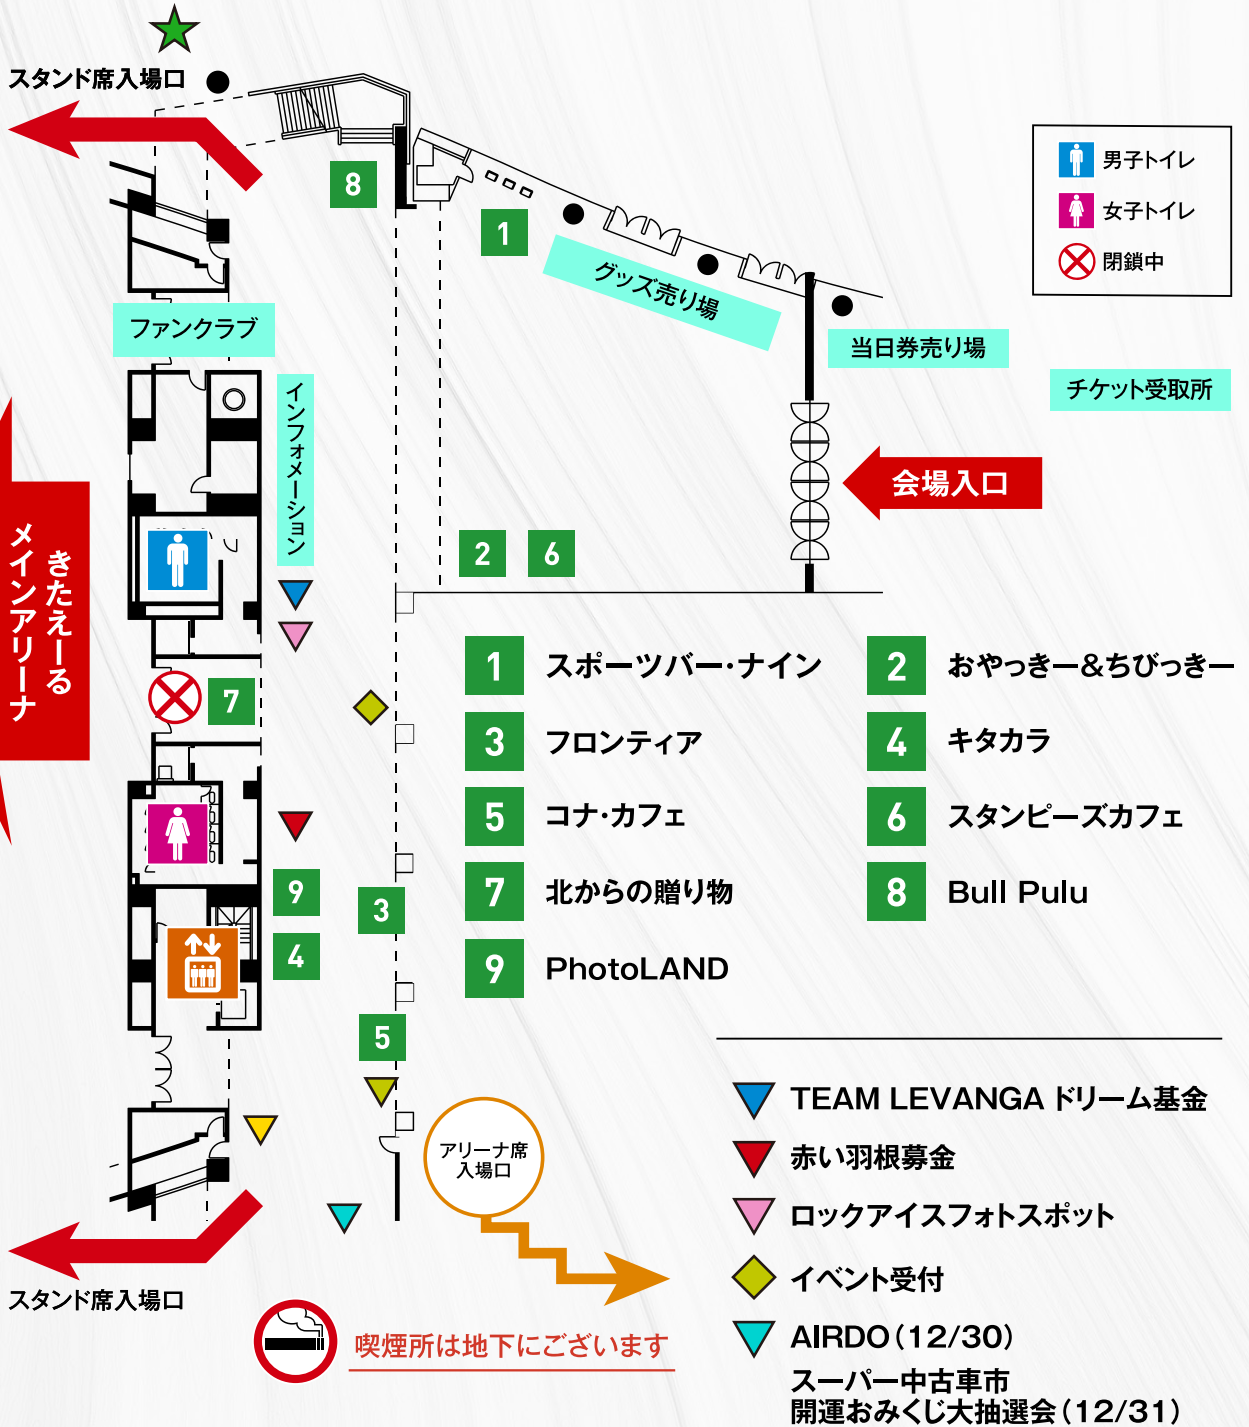 スタンド席入場口
8
1
グッズ売り場
男子トイレ
女子トイレ
閉鎖中
ファンクラブ
当日券売り場
チケット受取所
インフォメーション
会場入口
2
6
きたえーる
メインアリーナ
7
9
4
3
5
1 スポーツバー・ナイン
2 おやっきー&ちびっきー
3 フロンティア
4 キタカラ
5 コナ・カフェ
6 スタンピーズカフェ
7 北からの贈り物
8 Bull Pulu
9 PhotoLAND
アリーナ席
入場口
スタンド席入場口
喫煙所は地下にございます
TEAM LEVANGA ドリーム基金
赤い羽根募金
ロックアイスフォトスポット
イベント受付
AIRDO(12/30)
スーパー中古車市
開運おみくじ大抽選会(12/31)